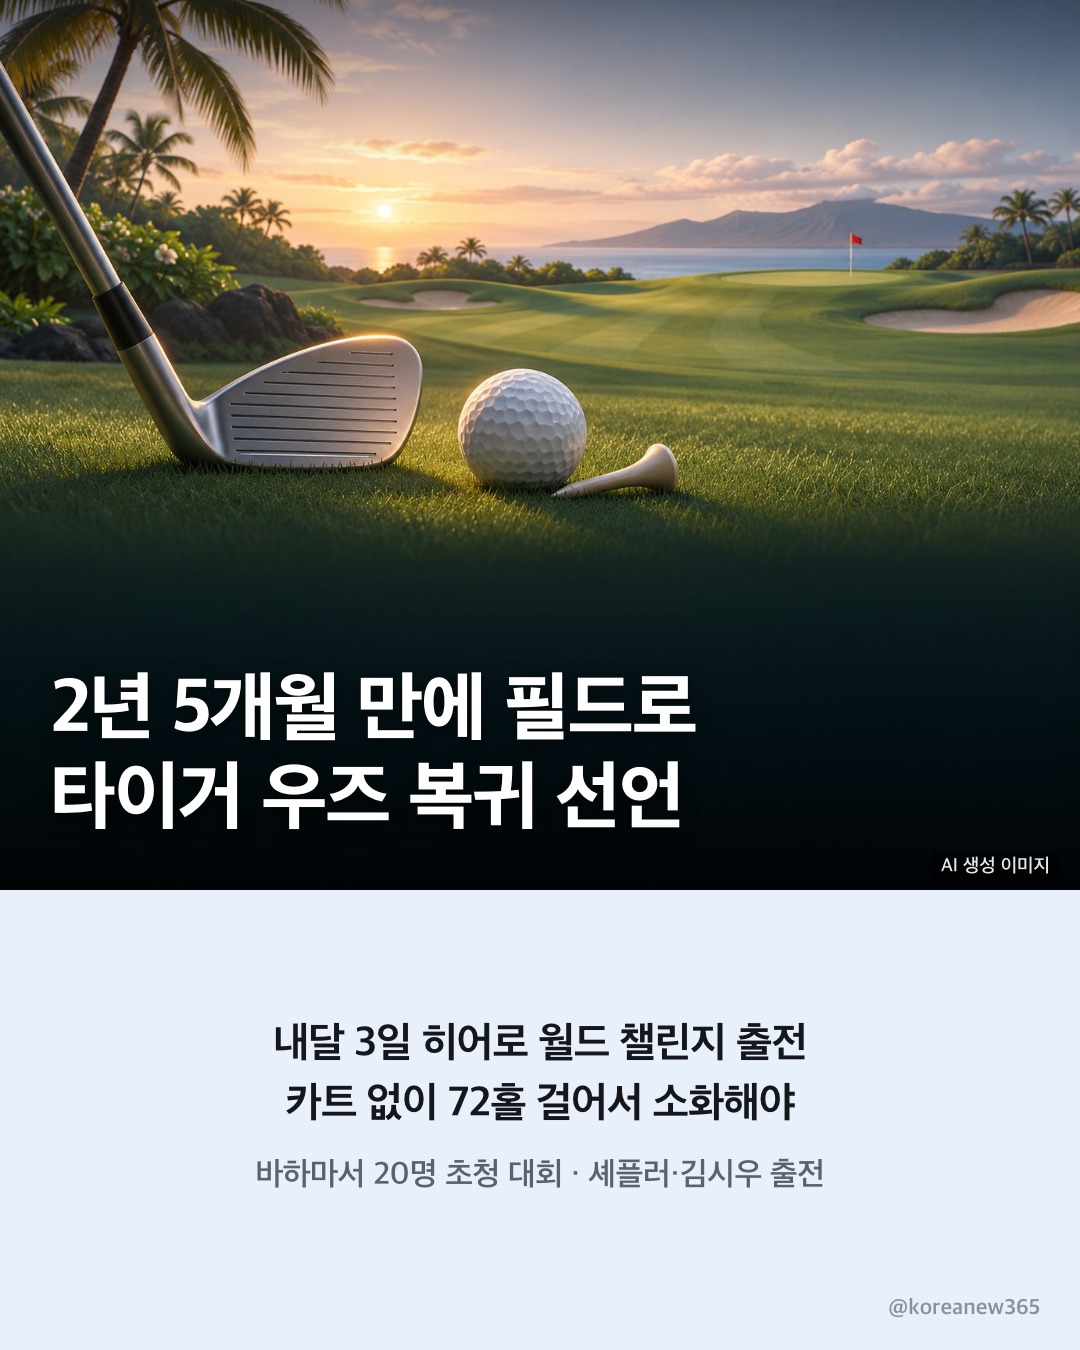 2년 5개월 만에 필드로
타이거 우즈 복귀 선언
AI 생성 이미지
내달 3일 히어로 월드 챌린지 출전
카트 없이 72홀 걸어서 소화해야
바하마서 20명 초청 대회 · 셰플러·김시우 출전
@koreanew365